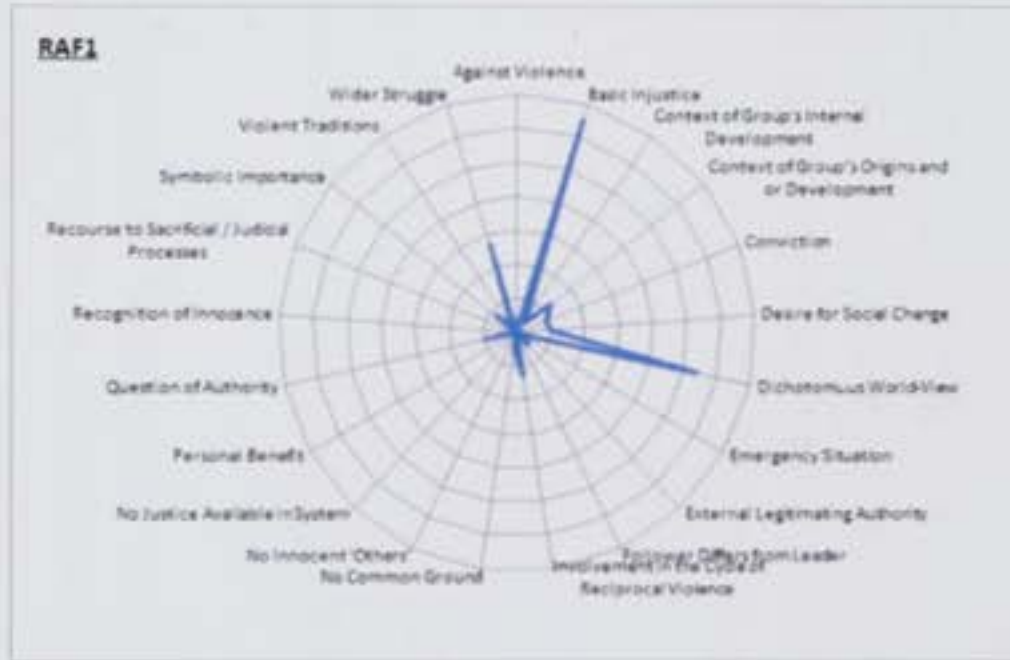 RAF1
Against Violence
Basic Injustice
Context of Group's Internal
Development
Context of Group's Origins and
or Development
Conviction
Desire for Social Change
Dichotomous World-View
Emergency Situation
External Legitimating Authority
Follower Differs from Leader
Involvement in the Cycle of
Reciprocal Violence
No Common Ground
No Innocent 'Others'
No Justice Available in System
Personal Benefit
Question of Authority
Recognition of Innocence
Recourse to Sacrificial / Judicial
Processes
Symbolic Importance
Violent Traditions
Wider Struggle